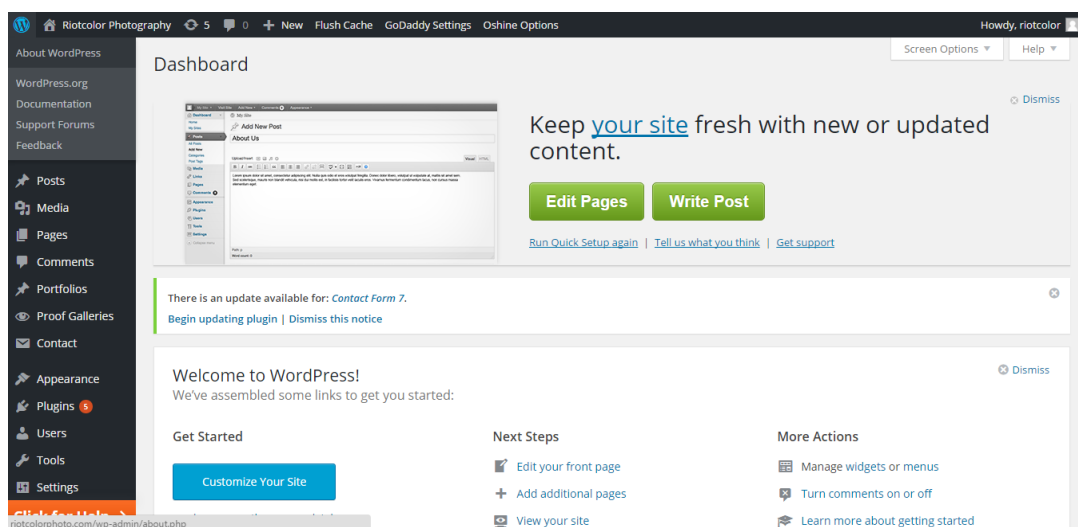 Riotcolor Photography 5 0 + New Flush Cache GoDaddy Settings Oshine Options Howdy, riotcolor
About WordPress
WordPress.org
Documentation
Support Forums
Feedback
Posts
Media
Pages
Comments
Portfolios
Proof Galleries
Contact
Appearance
Plugins 5
Users
Tools
Settings
Click for Help
riotcolorphoto.com/wp-admin/about.php
Screen Options Help
Dashboard
Dismiss
My Site
Add New Post
About Us
Keep your site fresh with new or updated
content.
Edit Pages Write Post
Run Quick Setup again | Tell us what you think | Get support
There is an update available for: Contact Form 7.
Begin updating plugin | Dismiss this notice
Dismiss
Welcome to WordPress!
We've assembled some links to get you started:
Get Started
Customize Your Site
Next Steps
Edit your front page
Add additional pages
View your site
More Actions
Manage widgets or menus
Turn comments on or off
Learn more about getting started